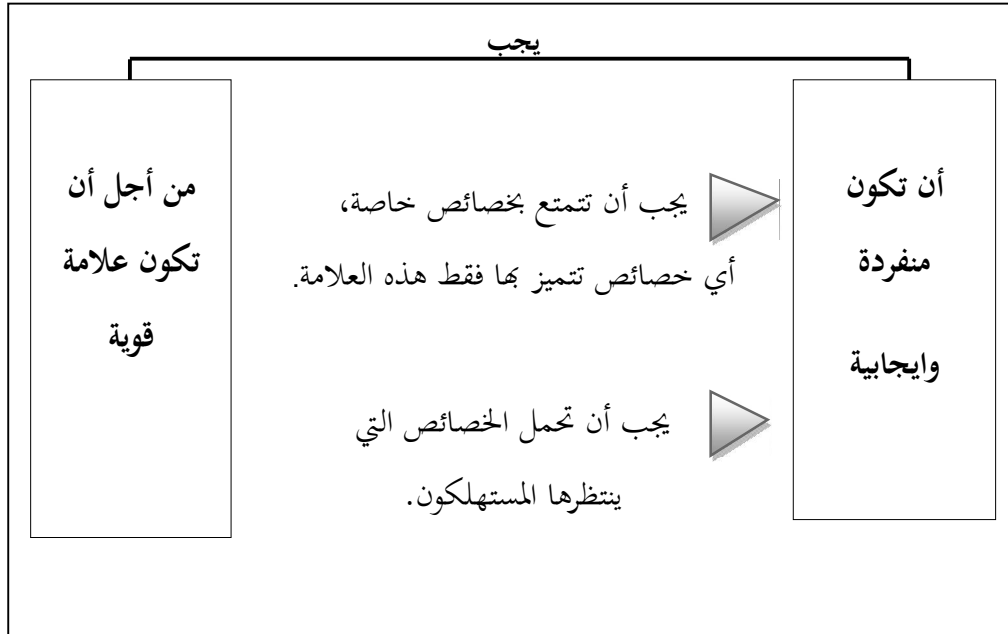 يجب
أن تكون
منفردة
وايجابية
يجب أن تتمتع بخصائص خاصة،
أي خصائص تتميز بها فقط هذه العلامة.
يجب أن تحمل الخصائص التي
ينتظرها المستهلكون.
من أجل أن
تكون علامة
قوية